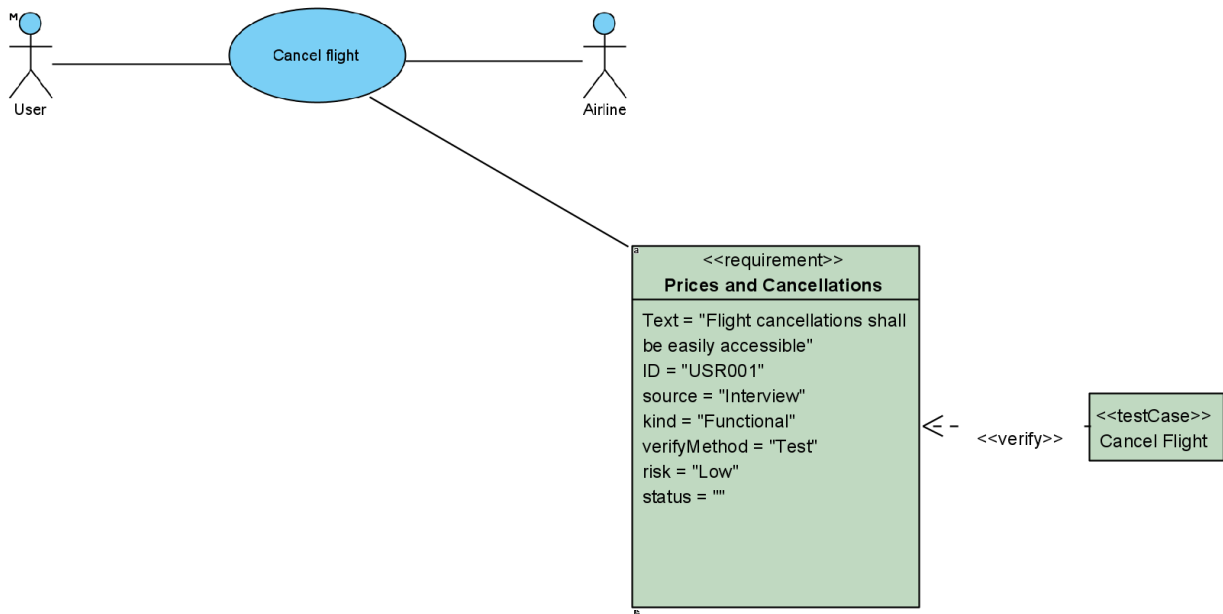 M
Cancel flight
User
Airline
a
<<requirement>>
Prices and Cancellations
Text = "Flight cancellations shall
be easily accessible"
ID = "USR001"
source = "Interview"
kind = "Functional"
verifyMethod = "Test"
risk = "Low"
status = ""
<<verify>>
<<testCase>>
Cancel Flight